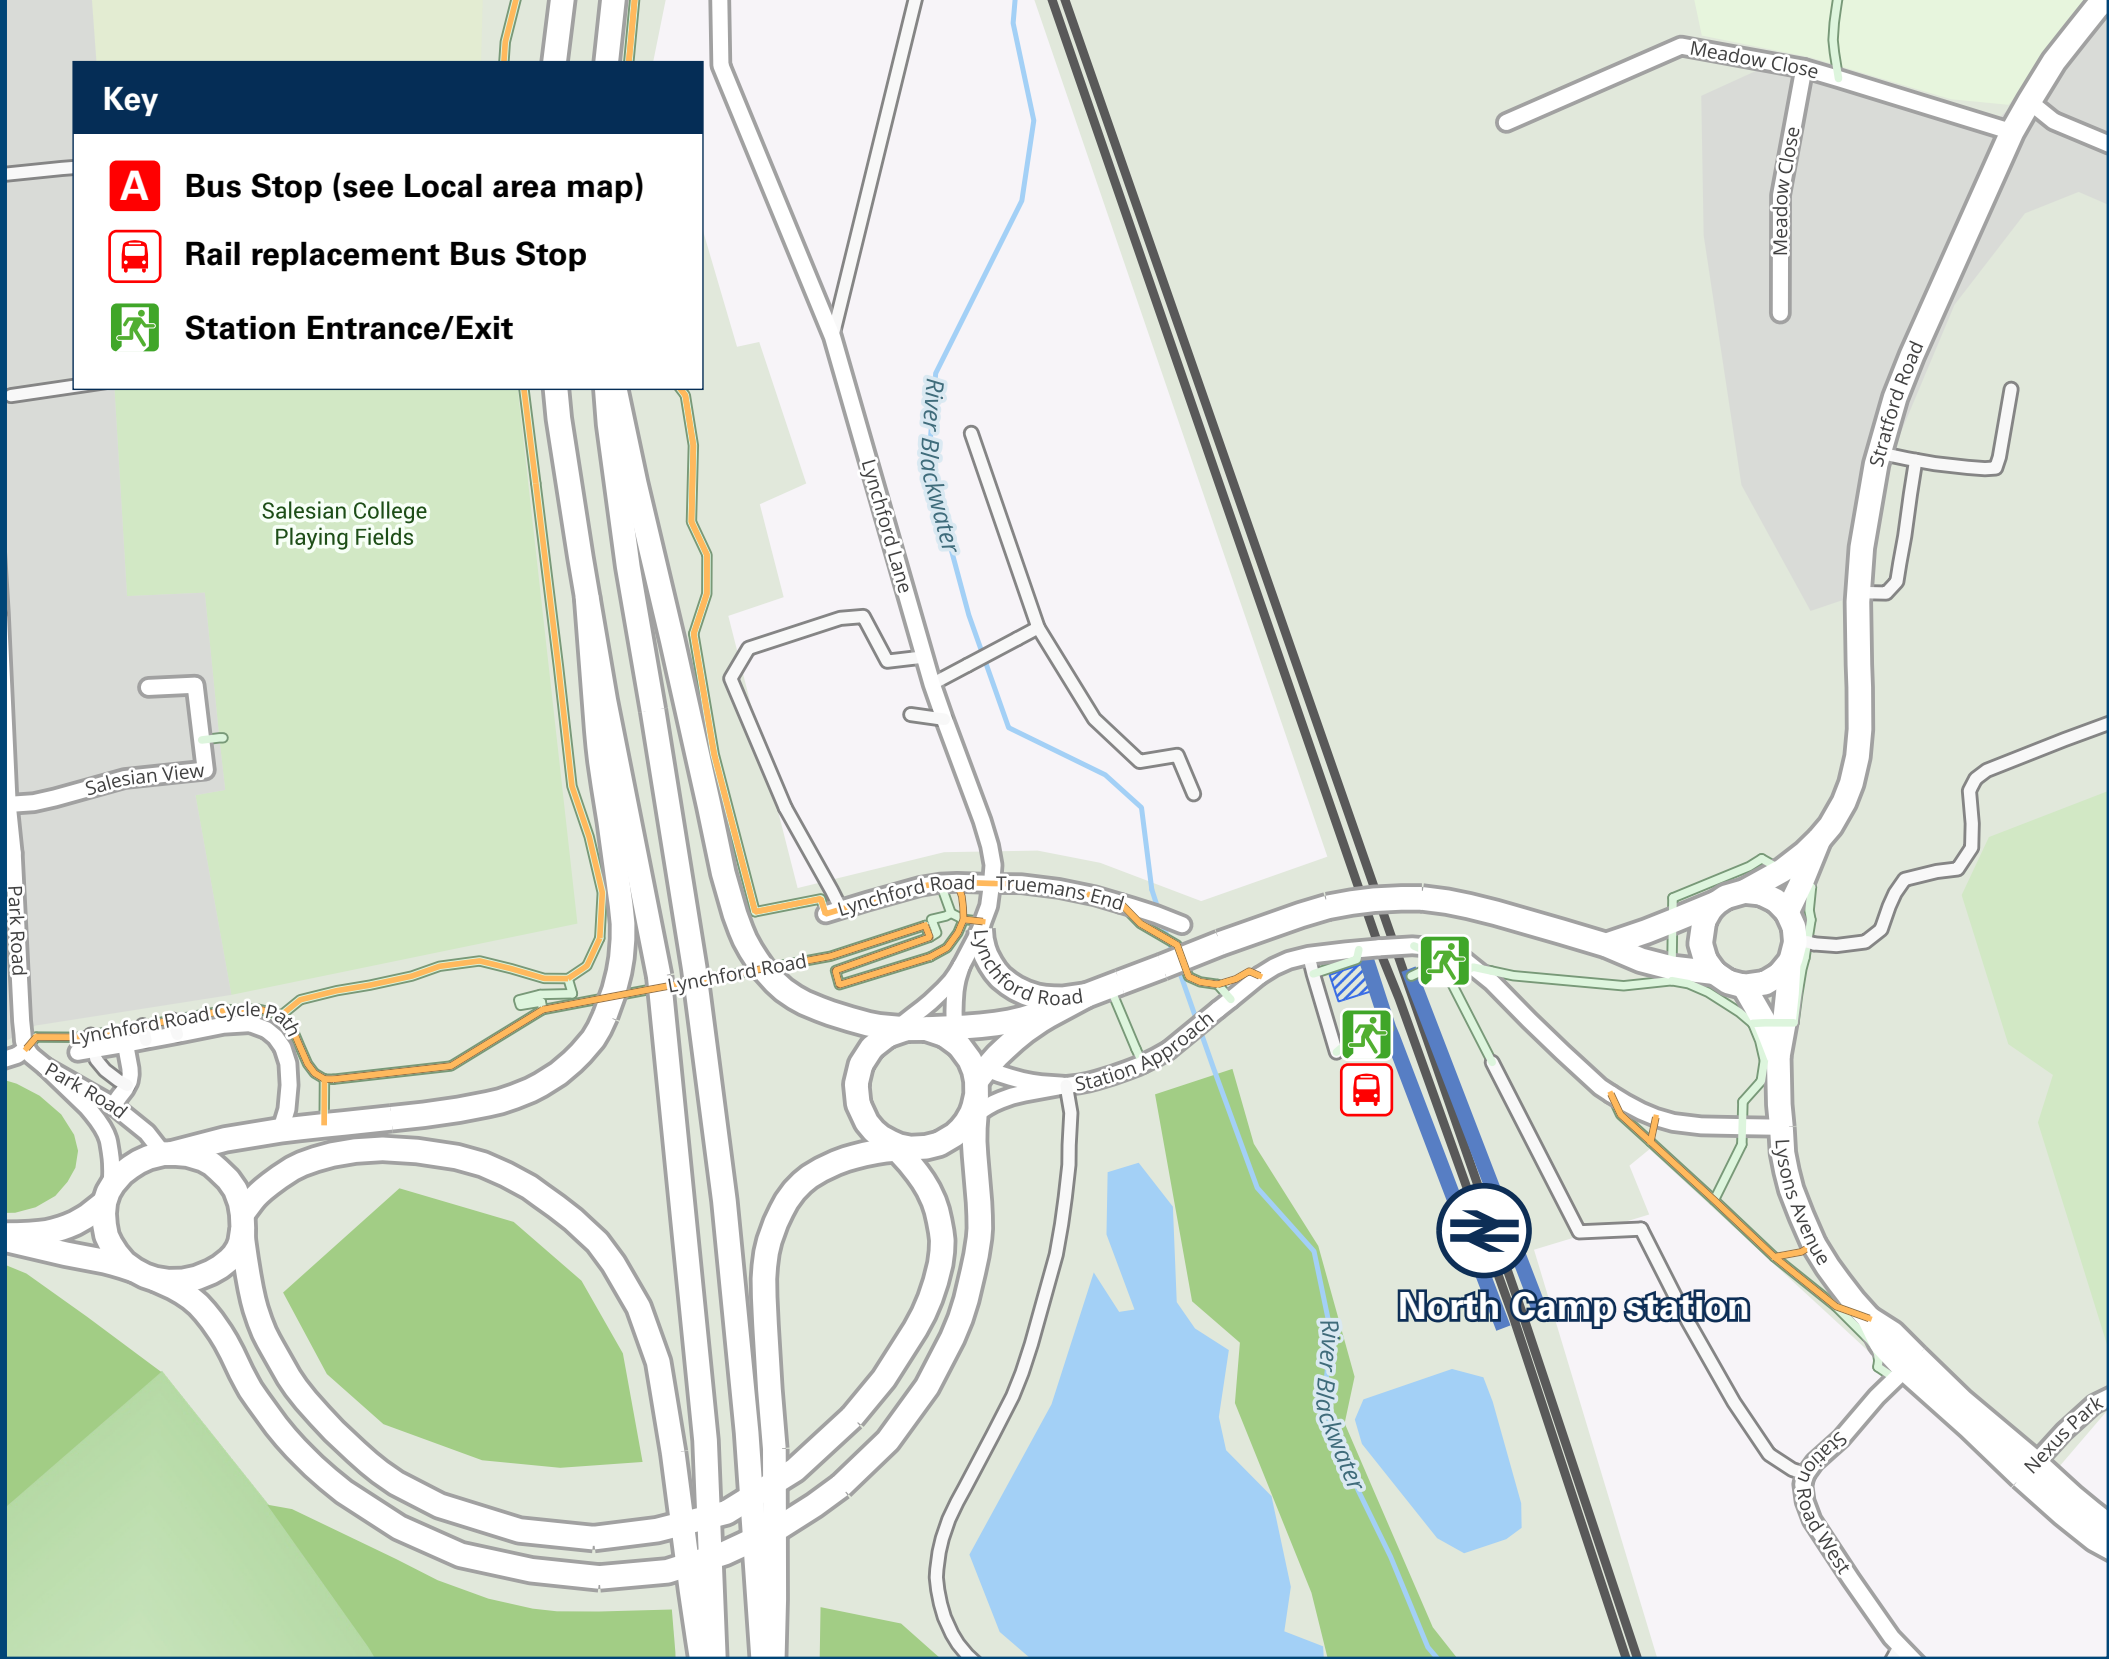 Key
A
Bus Stop (see Local area map)
Rail replacement Bus Stop
Station Entrance/Exit
Meadow Close
Meadow Close
Stratford Road
River Blackwater
Lynchford Lane
Salesian College
Playing Fields
Salesian View
Park Road
Lynchford Road
Truemans End
Lynchford Road
Lynchford Road
Lynchford Road Cycle Path
Park Road
Station Approach
Lysons Avenue
North Camp station
River Blackwater
Station Road West
Nexus Park